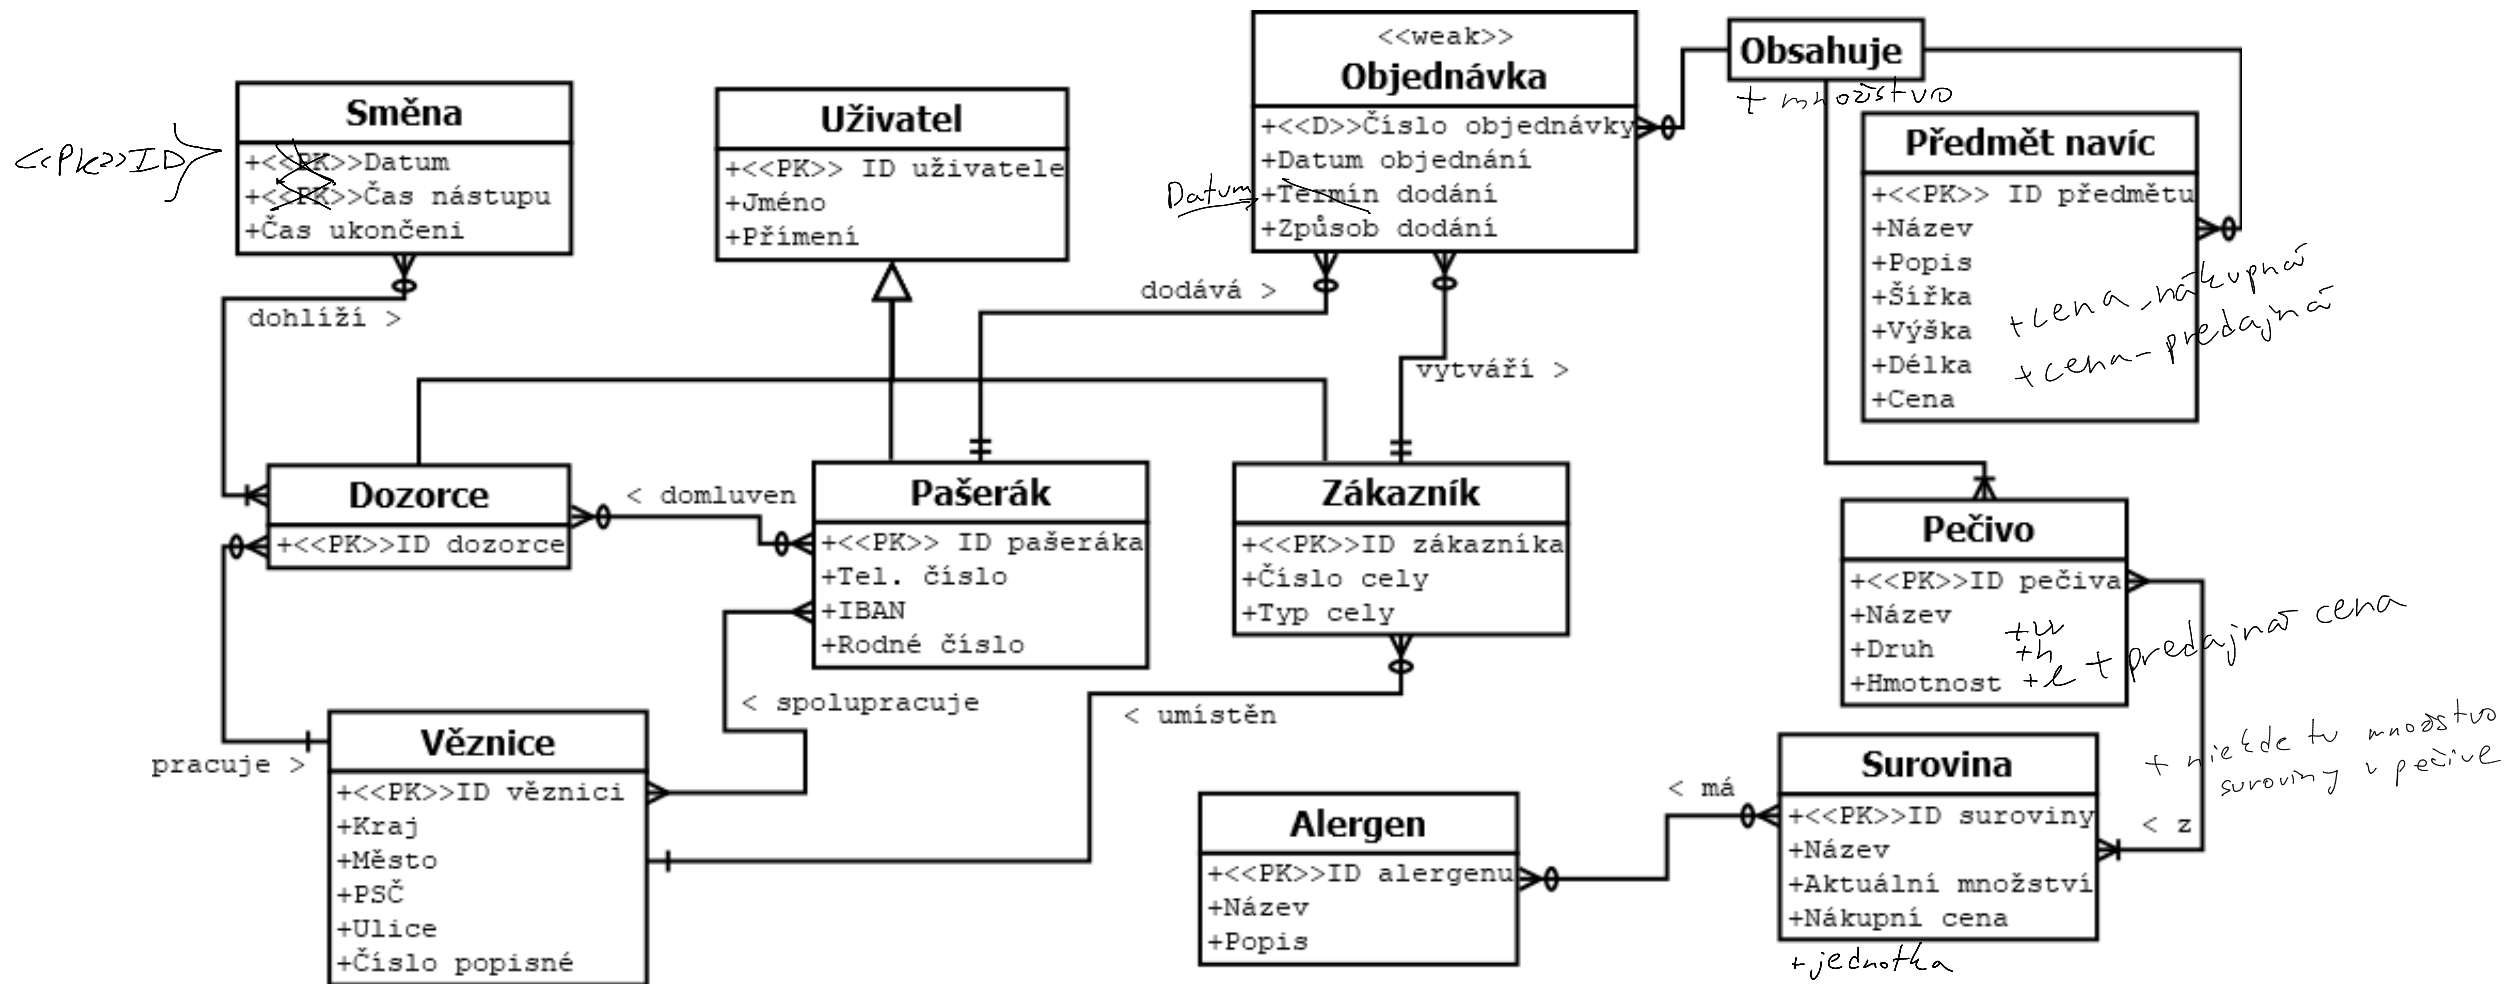 Směna
<<PK>>ID
+<<PK>>Datum
+<<PK>>Čas nástupu
+Čas ukončeni
Uživatel
+<<PK>> ID uživatele
+Jméno
+Přímení
<<weak>>
Objednávka
+<<D>>Číslo objednávky
+Datum objednání
Datum
+Termín dodání
+Způsob dodání
Obsahuje
+ množstvo
Předmět navíc
+<<PK>> ID předmětu
+Název
+Popis
+Šířka
+Výška
+Délka
+Cena
+cena_nákupná
+cena_predajná
dohlíží >
dodává >
vytváří >
Dozorce
+<<PK>>ID dozorce
< domluven
Pašerák
+<<PK>> ID pašeráka
+Tel. číslo
+IBAN
+Rodné číslo
Zákazník
+<<PK>>ID zákazníka
+Číslo cely
+Typ cely
Pečivo
+<<PK>>ID pečiva
+Název
+Druh
+Hmotnost
+w
+h
+l
+ predajná cena
< spolupracuje
< umístěn
pracuje >
Věznice
+<<PK>>ID věznici
+Kraj
+Město
+PSČ
+Ulice
+Číslo popisné
Alergen
+<<PK>>ID alergenu
+Název
+Popis
< má
Surovina
+<<PK>>ID suroviny
+Název
+Aktuální množství
+Nákupní cena
+jednotka
< z
+ niekde tu množstvo
suroviny v pečive